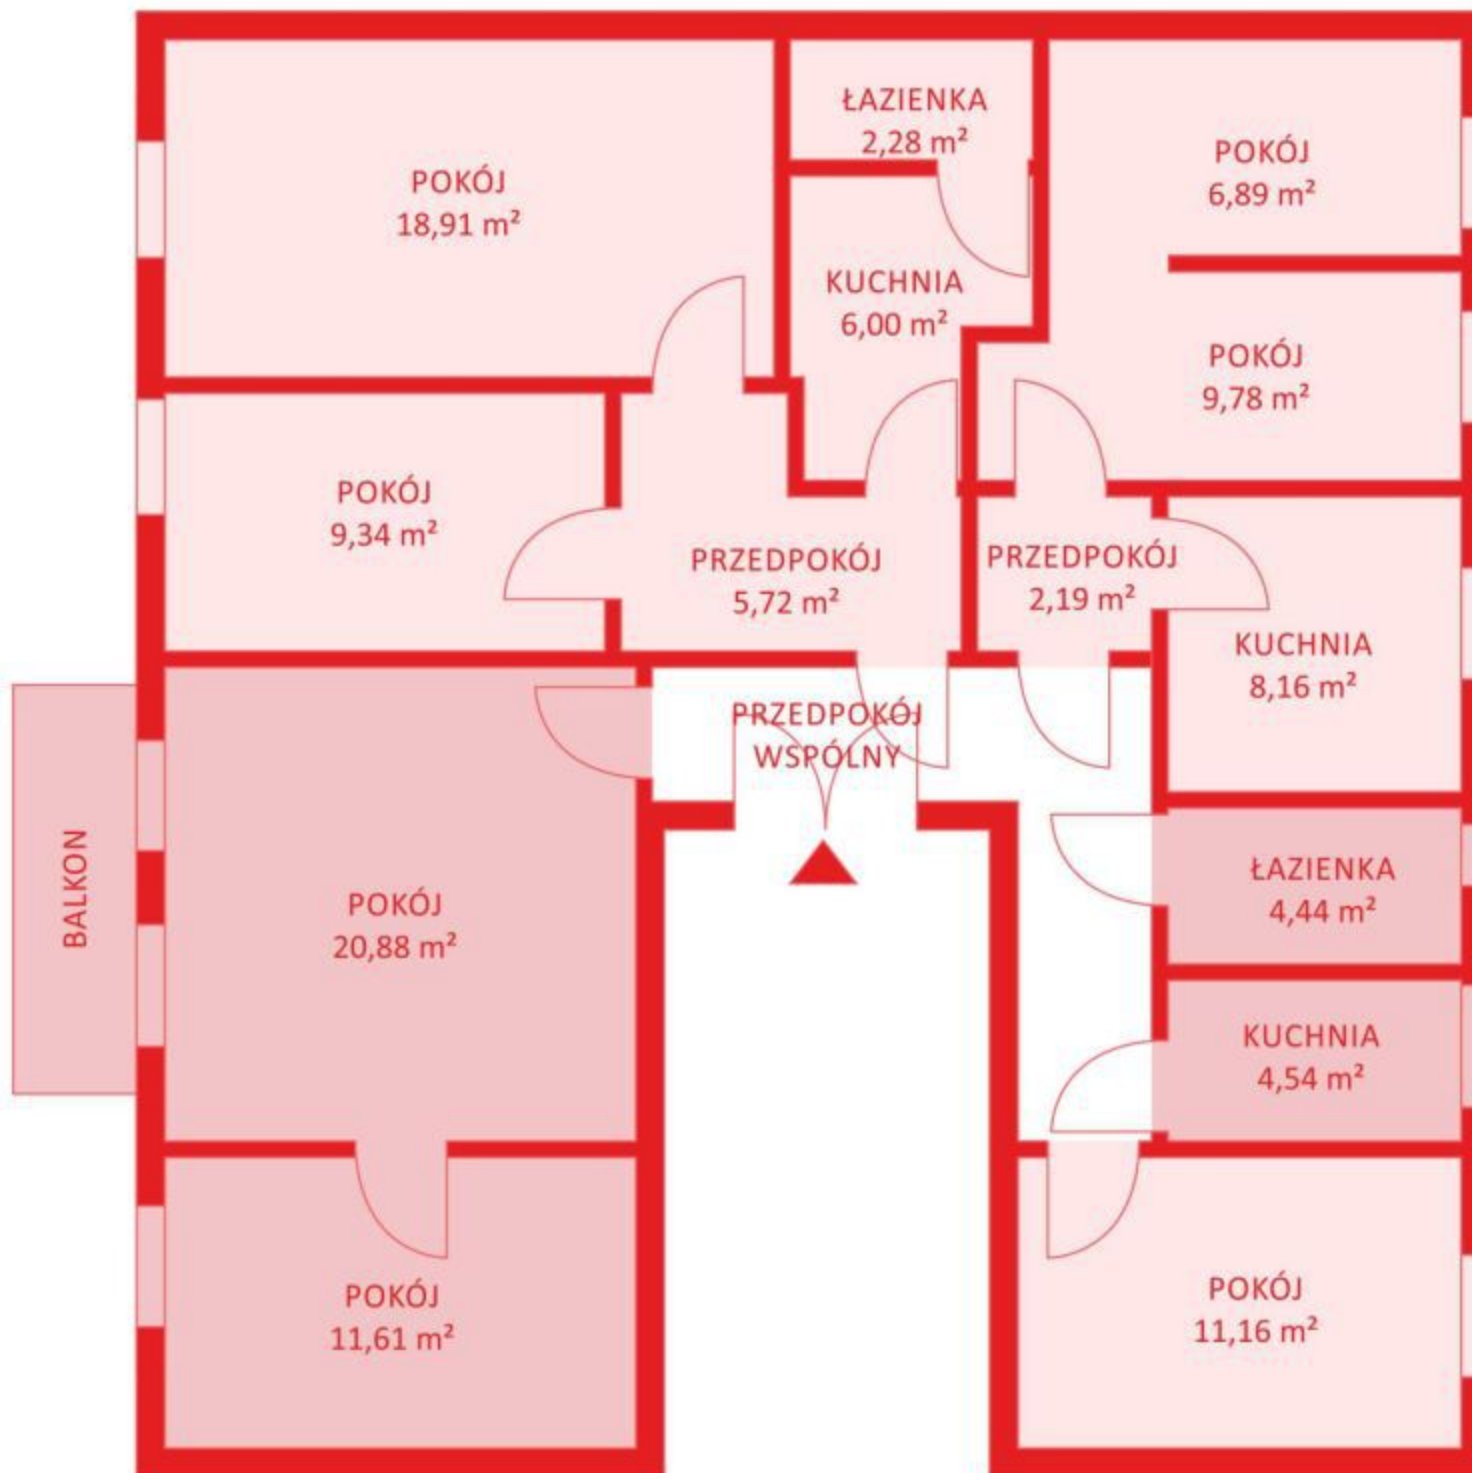 ŁAZIENKA
2,28 m²
POKÓJ
6,89 m²
POKÓJ
18,91 m²
KUCHNIA
6,00 m²
POKÓJ
9,78 m²
POKÓJ
9,34 m²
PRZEDPOKÓJ
5,72 m²
PRZEDPOKÓJ
2,19 m²
KUCHNIA
8,16 m²
PRZEDPOKÓJ
WSPÓLNY
BALKON
POKÓJ
20,88 m²
ŁAZIENKA
4,44 m²
KUCHNIA
4,54 m²
POKÓJ
11,61 m²
POKÓJ
11,16 m²